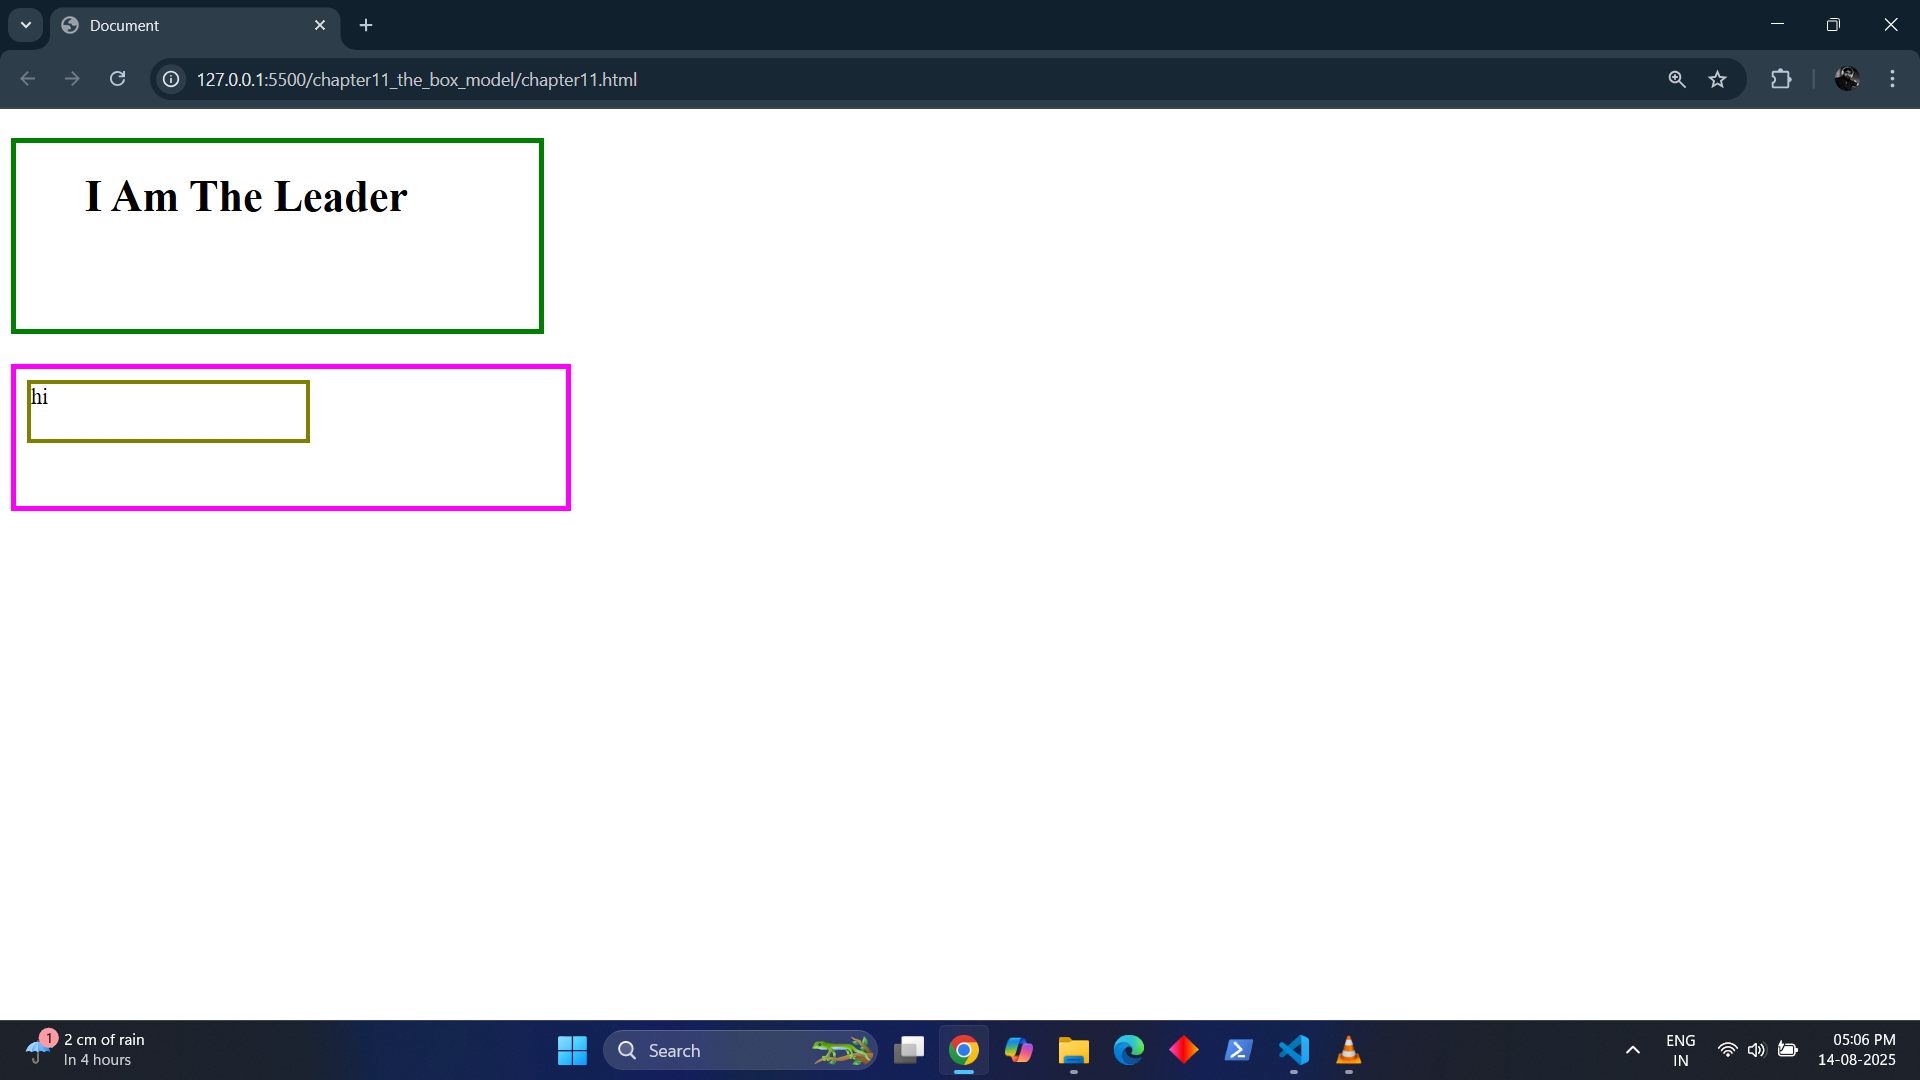 Document
127.0.0.1:5500/chapter11_the_box_model/chapter11.html
I Am The Leader
hi
1
2 cm of rain
In 4 hours
Search
ENG
IN
05:06 PM
14-08-2025